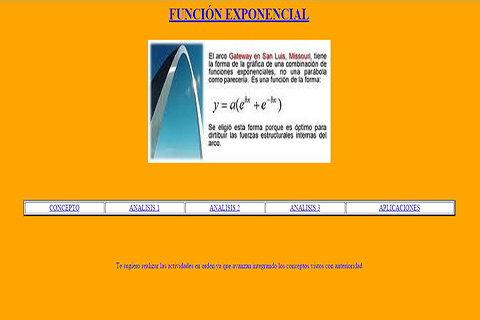 FUNCIÓN EXPONENCIAL
El arco Gateway en San Luis, Missouri, tiene
la forma de la gráfica de una combinación de
funciones exponenciales, no una parábola
como parecería. Es una función de la forma:
y = a(e^{bx} + e^{-bx})
Se eligió esta forma porque es óptimo para
distribuir las fuerzas estructurales internas del
arco.
CONCEPTO ANALISIS 1 ANALISIS 2 ANALISIS 3 APLICACIONES
Te sugiero realizar las actividades en orden ya que avanzan integrando los conceptos vistos con anterioridad